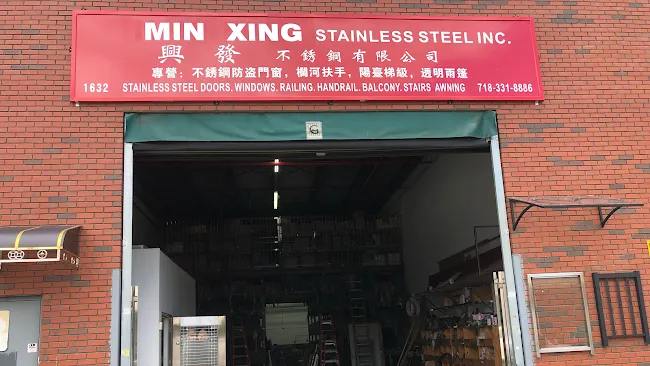 MIN XING STAINLESS STEEL INC.
興發 不銹鋼有限公司
專營：不銹鋼防盗門窗，欄河扶手，陽臺梯級，透明雨篷
1632 STAINLESS STEEL DOORS. WINDOWS. RAILING. HANDRAIL. BALCONY. STAIRS AWNING 718-331-8886
G